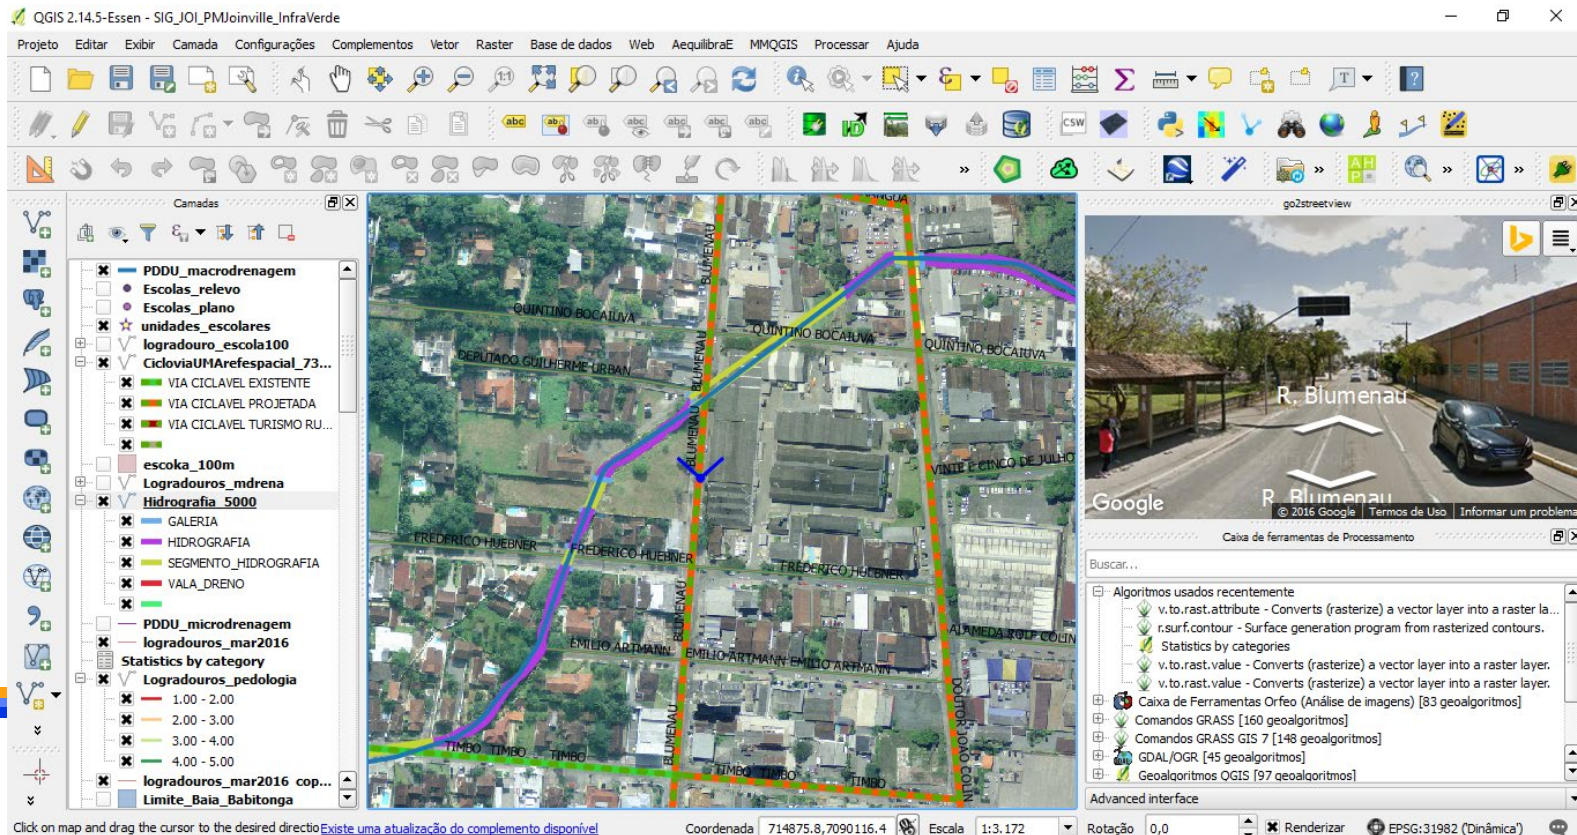 QGIS 2.14.5-Essen - SIG_JOI_PMJoinville_InfraVerde
Projeto Editar Exibir Camada Configurações Complementos Vetor Raster Base de dados Web AequilibraE MMQGIS Processar Ajuda
1:1
T
?
abc abc abc abc abc abc abc
CSW
AH
P
Camadas
PDDU_macrodrenagem
Escolas_relevo
Escolas_plano
unidades_escolares
logradouro_escola100
CicloviaUMArefespacial_73...
VIA CICLAVEL EXISTENTE
VIA CICLAVEL PROJETADA
VIA CICLAVEL TURISMO RU...
escoka_100m
Logradouros_mdrena
Hidrografia_5000
GALERIA
HIDROGRAFIA
SEGMENTO_HIDROGRAFIA
VALA_DRENO
PDDU_microdrenagem
logradouros_mar2016
Statistics by category
Logradouros_pedologia
1.00 - 2.00
2.00 - 3.00
3.00 - 4.00
4.00 - 5.00
logradouros_mar2016 cop...
Limite_Baia_Babitonga
BLUMENAU
QUINTINO BOCAIUVA
QUINTINO BOCAIUVA
QUINTINO BOCAIUVA
DEPUTADO GUILHERME URBAN
BLUMENAU
BLUMENAU
VINTE E CINCO DE JULHO
FREDERICO HUEBNER
FREDERICO HUEBNER
FREDERICO HUEBNER
BLUMENAU
ALAMEDA ROLF COLIN
EMILIO ARTMANN
EMILIO ARTMANN EMILIO ARTMANN
BLUMENAU
DOUTOR JOAO COLIN
TIMBO TIMBO TIMBO
TIMBO TIMBO TIMBO
go2streetview
R. Blumenau
R. Blumenau
Google
© 2016 Google Termos de Uso Informar um problema
Caixa de ferramentas de Processamento
Buscar...
Algoritmos usados recentemente
v.to.rast.attribute - Converts (rasterize) a vector layer into a raster la...
r.surf.contour - Surface generation program from rasterized contours.
Statistics by categories
v.to.rast.value - Converts (rasterize) a vector layer into a raster layer.
v.to.rast.value - Converts (rasterize) a vector layer into a raster layer.
Caixa de Ferramentas Orfeo (Análise de imagens) [83 geoalgoritmos]
Comandos GRASS [160 geoalgoritmos]
Comandos GRASS GIS 7 [148 geoalgoritmos]
GDAL/OGR [45 geoalgoritmos]
Geoalgoritmos QGIS [97 geoalgoritmos]
Advanced interface
Click on map and drag the cursor to the desired directio Existe uma atualização do complemento disponível Coordenada 714875.8,7090116.4 Escala 1:3.172 Rotação 0,0 Renderizar EPSG:31982 ('Dinâmica')